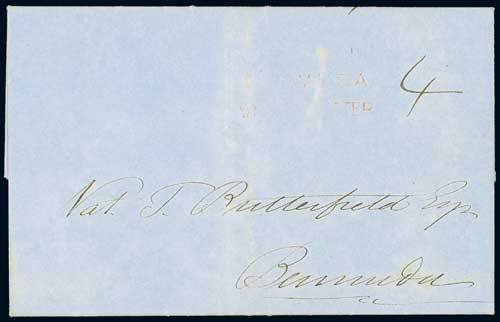 4
Nat. T. Butterfield Esq
Bermuda